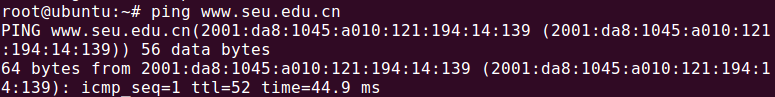 root@ubuntu:~# ping www.seu.edu.cn
PING www.seu.edu.cn(2001:da8:1045:a010:121:194:14:139 (2001:da8:1045:a010:121
:194:14:139)) 56 data bytes
64 bytes from 2001:da8:1045:a010:121:194:14:139 (2001:da8:1045:a010:121:194:1
4:139): icmp_seq=1 ttl=52 time=44.9 ms